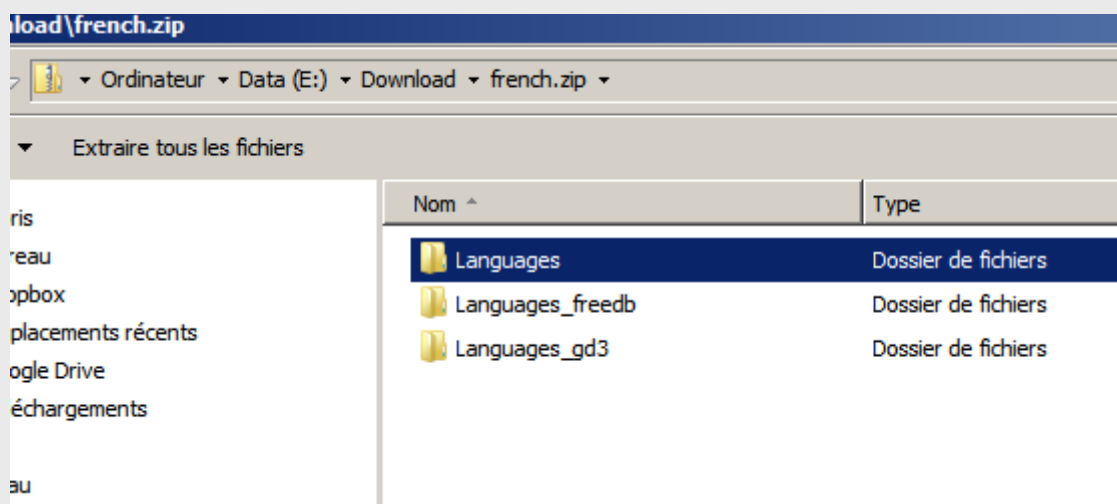 nload\french.zip
Ordinateur Data (E:) Download french.zip
Extraire tous les fichiers
Nom Type
ris
reau
opbox
placements récents
ogle Drive
échargements
au
Languages Dossier de fichiers
Languages_freedb Dossier de fichiers
Languages_gd3 Dossier de fichiers